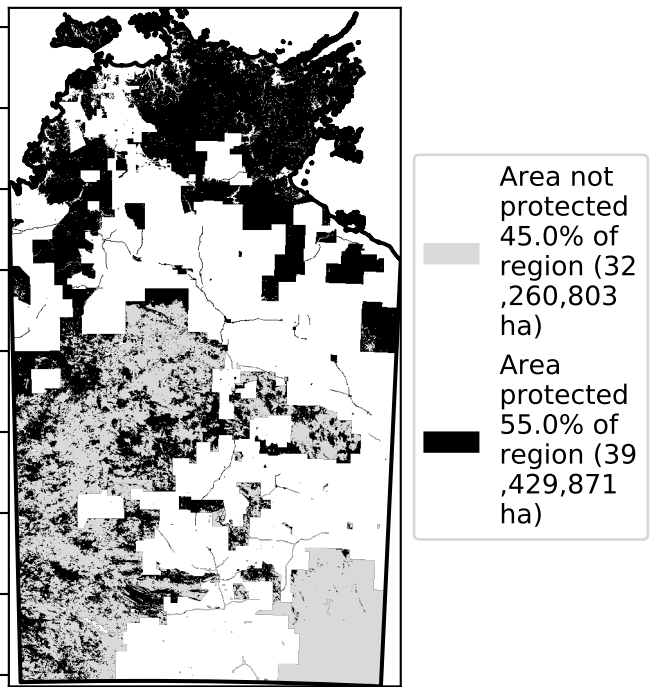 Area not
protected
45.0% of
region (32
,260,803
ha)
Area
protected
55.0% of
region (39
,429,871
ha)